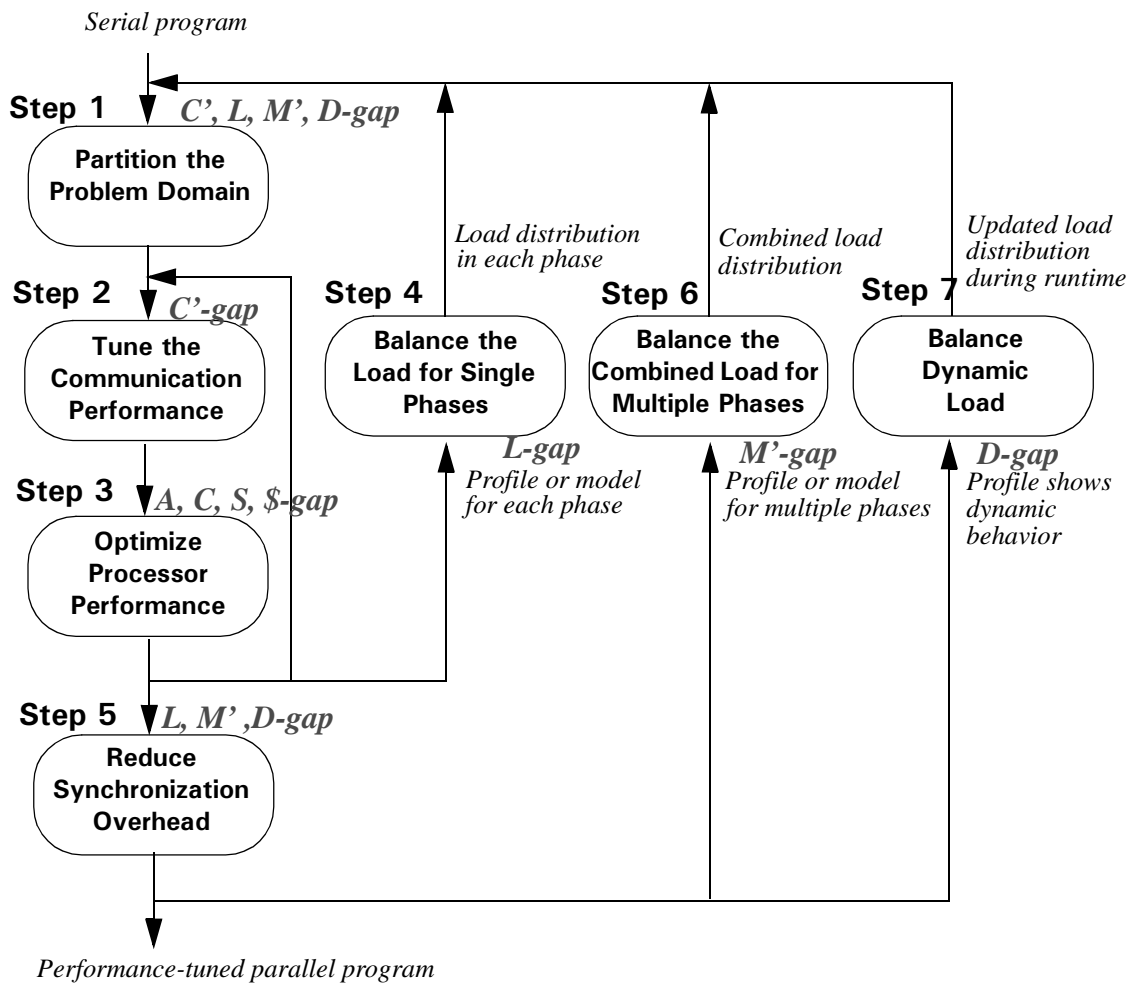 Serial program
Step 1
C’, L, M’, D-gap
Partition the
Problem Domain
Step 2
C’-gap
Tune the
Communication
Performance
Step 3
A, C, S, $-gap
Optimize
Processor
Performance
Load distribution
in each phase
Step 4
Balance the
Load for Single
Phases
L-gap
Profile or model
for each phase
Combined load
distribution
Step 6
Balance the
Combined Load for
Multiple Phases
M’-gap
Profile or model
for multiple phases
Updated load
distribution
during runtime
Step 7
Balance
Dynamic
Load
D-gap
Profile shows
dynamic
behavior
Step 5
L, M’ ,D-gap
Reduce
Synchronization
Overhead
Performance-tuned parallel program